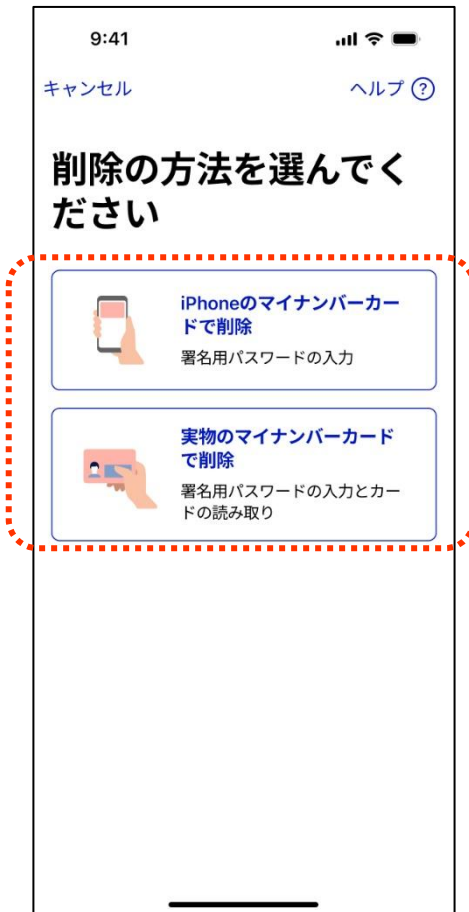 9:41
キャンセル
ヘルプ ?
削除の方法を選んでく
ださい
iPhoneのマイナンバーカー
ドで削除
署名用パスワードの入力
実物のマイナンバーカード
で削除
署名用パスワードの入力とカー
ドの読み取り